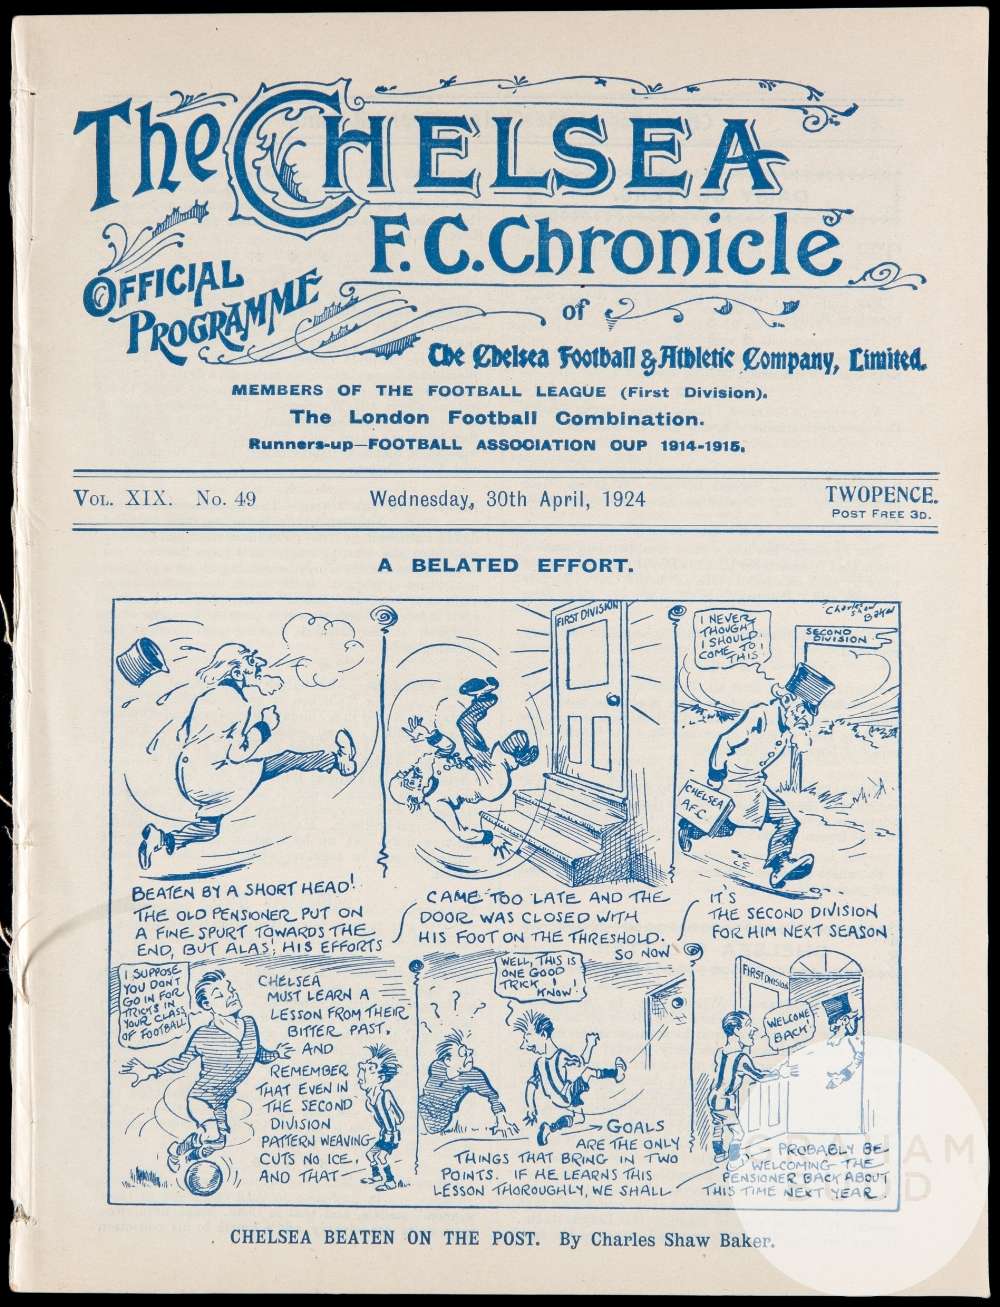 The CHELSEA
F.C. Chronicle
OFFICIAL
PROGRAMME
of
The Chelsea Football & Athletic Company, Limited.
MEMBERS OF THE FOOTBALL LEAGUE (First Division).
The London Football Combination.
Runners-up—FOOTBALL ASSOCIATION CUP 1914-1915.
VOL. XIX. No. 49
Wednesday, 30th April, 1924
TWOPENCE.
POST FREE 3D.
A BELATED EFFORT.
BEATEN BY A SHORT HEAD!
THE OLD PENSIONER PUT ON
A FINE SPURT TOWARDS THE
END, BUT ALAS! HIS EFFORTS
FIRST DIVISION
CAME TOO LATE AND THE
DOOR WAS CLOSED WITH
HIS FOOT ON THE THRESHOLD.
SO NOW
Charles
Shaw
Baker
I NEVER
THOUGHT
I SHOULD
COME TO
THIS!
SECOND
DIVISION
CHELSEA
A.F.C.
IT'S
THE SECOND DIVISION
FOR HIM NEXT SEASON
I SUPPOSE
YOU DON'T
GO IN FOR
TRICKS IN
YOUR CLASS
OF FOOTBALL
CHELSEA
MUST LEARN A
LESSON FROM THEIR
BITTER PAST.
AND
REMEMBER
THAT EVEN IN
THE SECOND
DIVISION
PATTERN WEAVING
CUTS NO ICE.
AND THAT
? ?
WELL, THIS IS
ONE GOOD
TRICK I
KNOW!
GOALS
ARE THE ONLY
THINGS THAT BRING IN TWO
POINTS. IF HE LEARNS THIS
LESSON THOROUGHLY, WE SHALL
FIRST DIVISION
WELCOME
BACK!
PROBABLY BE
WELCOMING THE
PENSIONER BACK ABOUT
THIS TIME NEXT YEAR.
CHELSEA BEATEN ON THE POST. By Charles Shaw Baker.
GRAHAM
BUDD